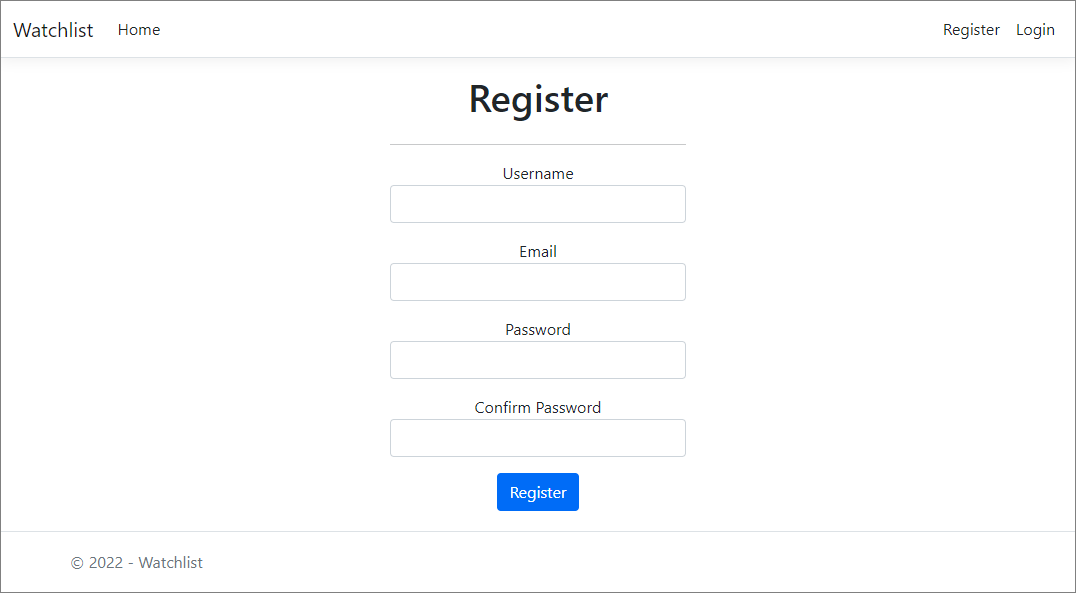 Watchlist Home Register Login
Register
Username
Email
Password
Confirm Password
Register
© 2022 - Watchlist